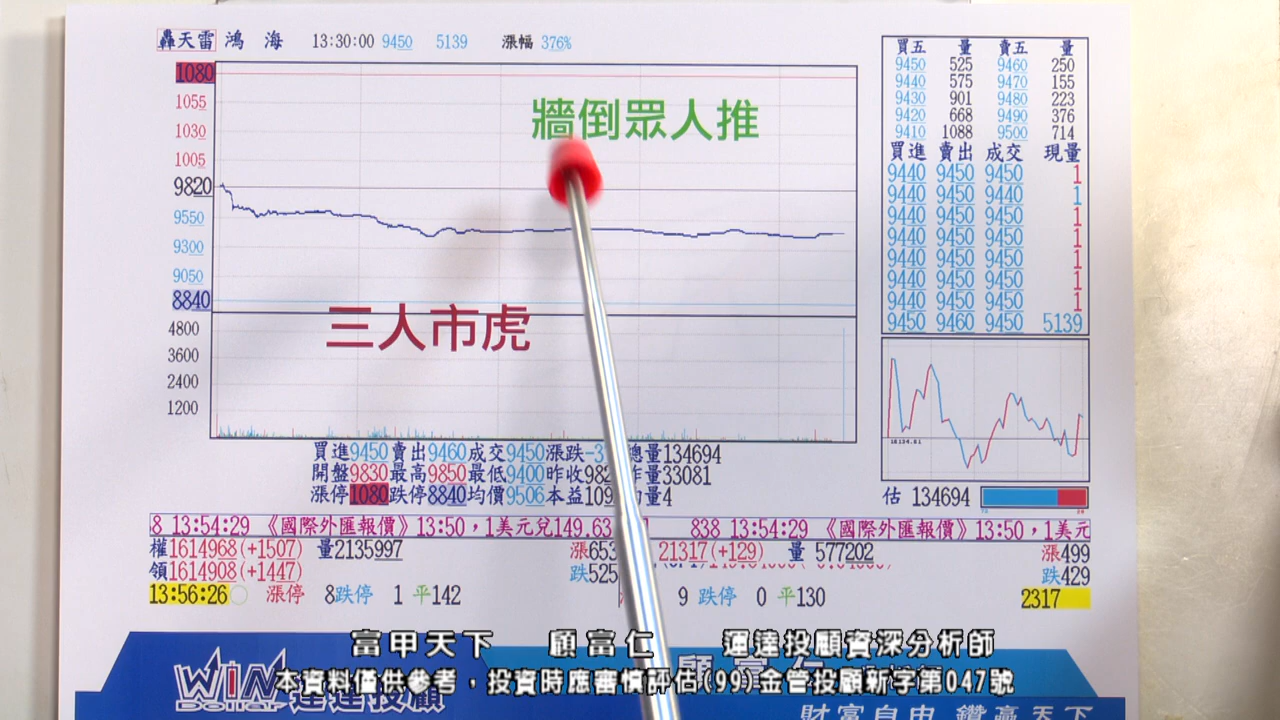 轟天雷 鴻海 13:30:00 9450 5139 漲幅 376%
1080
1055
1030
1005
9820
9550
9300
9050
8840
4800
3600
2400
1200
牆倒眾人推
三人市虎
買五 量 賣五 量
9450 525 9460 250
9440 575 9470 155
9430 901 9480 223
9420 668 9490 376
9410 1088 9500 714
買進 賣出 成交 現量
9440 9450 9450 1
9440 9450 9440 1
9440 9450 9450 1
9440 9450 9450 1
9440 9450 9450 1
9440 9450 9450 1
9440 9450 9450 1
9450 9460 9450 5139
估 134694
買進9450賣出9460成交9450漲跌-3 總量134694
開盤9830最高9850最低9400昨收982 昨量33081
漲停1080跌停8840均價9506本益109 均量4
8 13:54:29 《國際外匯報價》13:50，1美元兌149.63 838 13:54:29 《國際外匯報價》13:50，1美元
權1614968(+1507) 量2135997 漲653 21317(+129) 量 577202 漲499
領1614908(+1447) 跌525 跌429
13:56:26 漲停 8跌停 1平142 9 跌停 0平130 2317
富甲天下 顧富仁 運達投顧資深分析師
本資料僅供參考，投資時應審慎評估(99)金管投顧新字第047號
WIN Dollar 運達投顧
財富自由 鑽贏天下